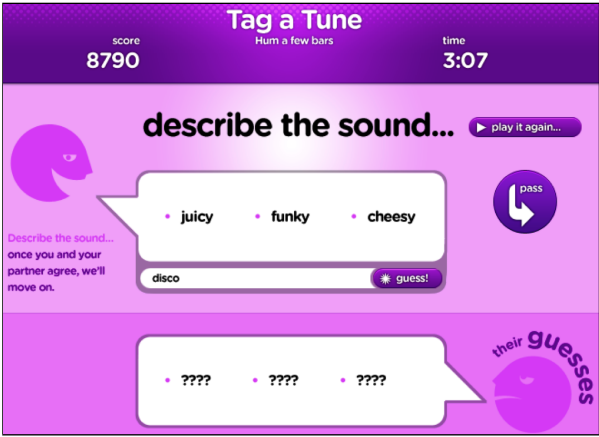 Tag a Tune
Hum a few bars
score
8790
time
3:07
describe the sound...
play it again...
• juicy • funky • cheesy
pass
Describe the sound...
once you and your
partner agree, we'll
move on.
disco
guess!
their guesses
• ???? • ???? • ????